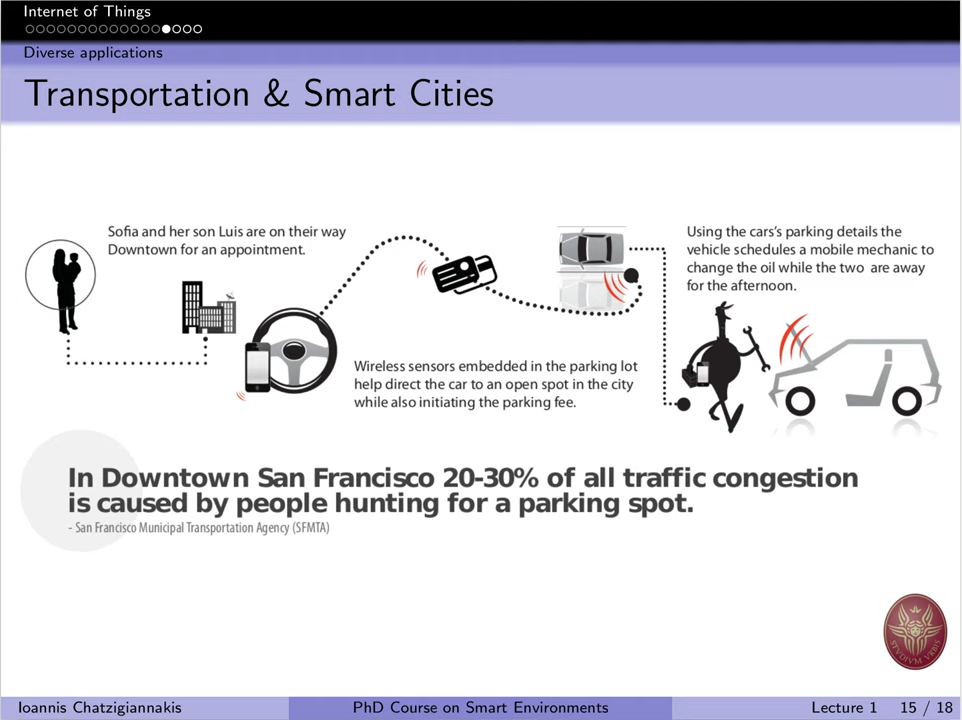 Internet of Things
Diverse applications
Transportation & Smart Cities
Sofia and her son Luis are on their way
Downtown for an appointment.
Wireless sensors embedded in the parking lot
help direct the car to an open spot in the city
while also initiating the parking fee.
Using the cars's parking details the
vehicle schedules a mobile mechanic to
change the oil while the two are away
for the afternoon.
In Downtown San Francisco 20-30% of all traffic congestion
is caused by people hunting for a parking spot.
- San Francisco Municipal Transportation Agency (SFMTA)
STVDIVM VRBIS
Ioannis Chatzigiannakis
PhD Course on Smart Environments
Lecture 1
15 / 18